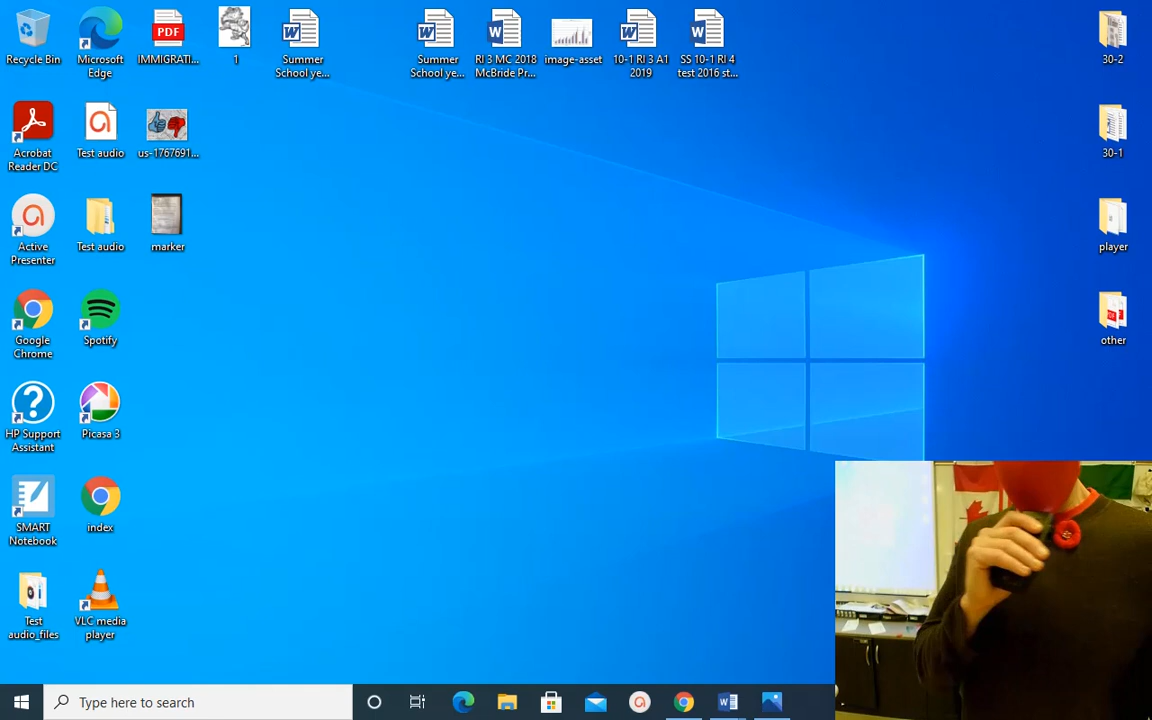 Recycle Bin
Microsoft
Edge
PDF
IMMIGRATI...
1
Summer
School ye...
Summer
School ye...
RI 3 MC 2018
McBride Pr...
image-asset
10-1 RI 3 A1
2019
SS 10-1 RI 4
test 2016 st...
30-2
Acrobat
Reader DC
Test audio
us-1767691...
30-1
Active
Presenter
Test audio
marker
player
Google
Chrome
Spotify
other
HP Support
Assistant
Picasa 3
SMART
Notebook
index
Test
audio_files
VLC media
player
Type here to search